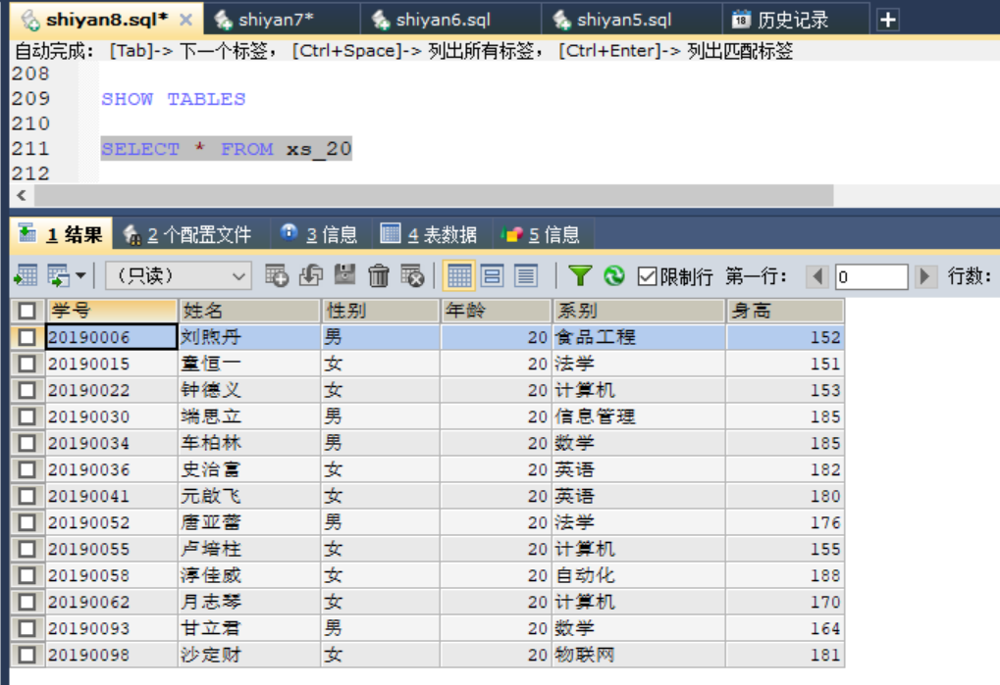 shiyan8.sql* shiyan7* shiyan6.sql shiyan5.sql 18 历史记录
自动完成： [Tab]-> 下一个标签， [Ctrl+Space]-> 列出所有标签， [Ctrl+Enter]-> 列出匹配标签
208
209 SHOW TABLES
210
211 SELECT * FROM xs_20
212
1 结果 2 个配置文件 3 信息 4 表数据 5 信息
（只读） 限制行 第一行： 0 行数：
学号 姓名 性别 年龄 系别 身高
20190006 刘煦丹 男 20 食品工程 152
20190015 童恒一 女 20 法学 151
20190022 钟德义 女 20 计算机 153
20190030 端思立 男 20 信息管理 185
20190034 车柏林 男 20 数学 185
20190036 史治富 女 20 英语 182
20190041 元啟飞 女 20 英语 180
20190052 唐亚蕾 男 20 法学 176
20190055 卢培柱 女 20 计算机 155
20190058 淳佳威 女 20 自动化 188
20190062 月志琴 女 20 计算机 170
20190093 甘立君 男 20 数学 164
20190098 沙定财 女 20 物联网 181